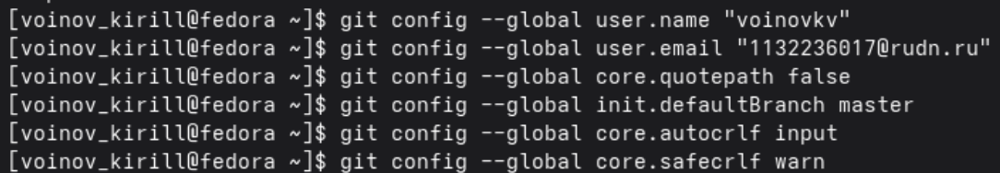 [voinov_kirill@fedora ~]$ git config --global user.name "voinovkv"
[voinov_kirill@fedora ~]$ git config --global user.email "1132236017@rudn.ru"
[voinov_kirill@fedora ~]$ git config --global core.quotepath false
[voinov_kirill@fedora ~]$ git config --global init.defaultBranch master
[voinov_kirill@fedora ~]$ git config --global core.autocrlf input
[voinov_kirill@fedora ~]$ git config --global core.safecrlf warn